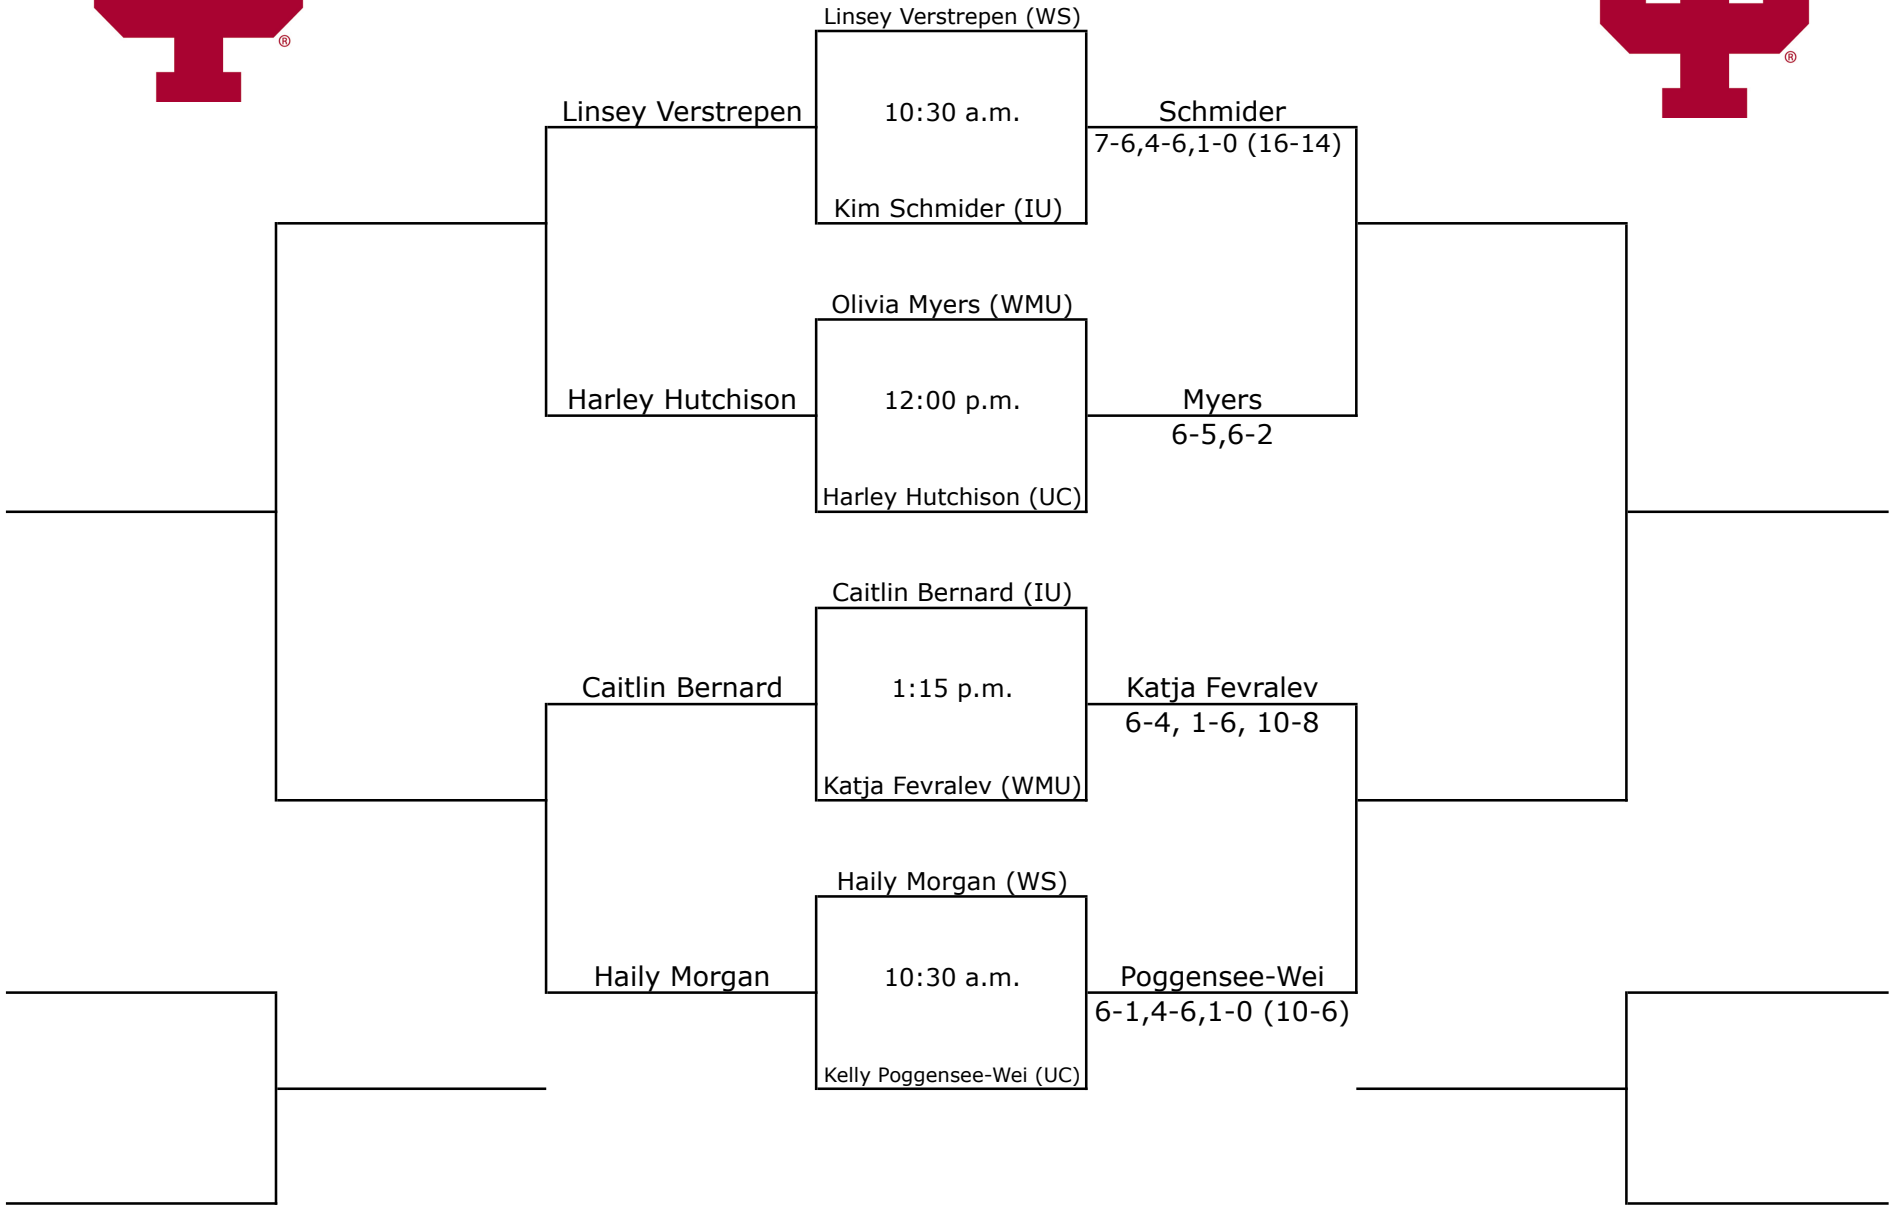 Linsey Verstrepen (WS)
®
®
Linsey Verstrepen
10:30 a.m.
Schmider
7-6,4-6,1-0 (16-14)
Kim Schmider (IU)
Olivia Myers (WMU)
Harley Hutchison
12:00 p.m.
Myers
6-5,6-2
Harley Hutchison (UC)
Caitlin Bernard (IU)
Caitlin Bernard
1:15 p.m.
Katja Fevralev
6-4, 1-6, 10-8
Katja Fevralev (WMU)
Haily Morgan (WS)
Haily Morgan
10:30 a.m.
Poggensee-Wei
6-1,4-6,1-0 (10-6)
Kelly Poggensee-Wei (UC)